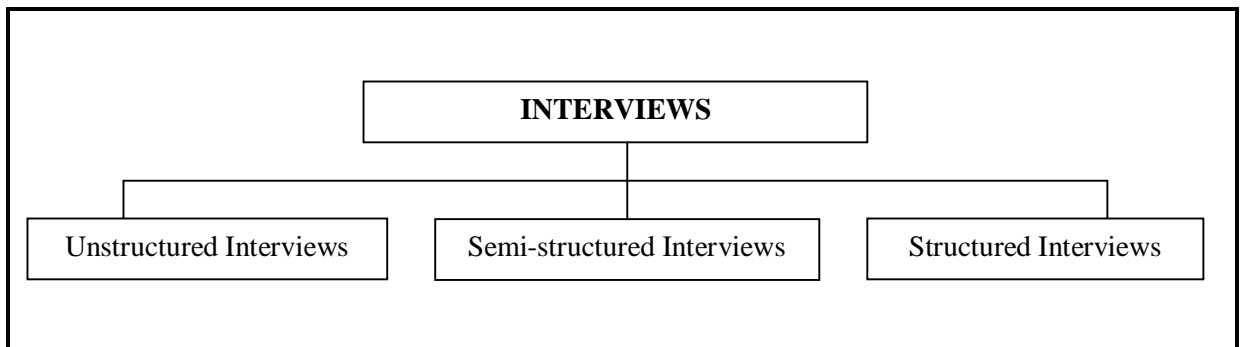 INTERVIEWS
Unstructured Interviews
Semi-structured Interviews
Structured Interviews